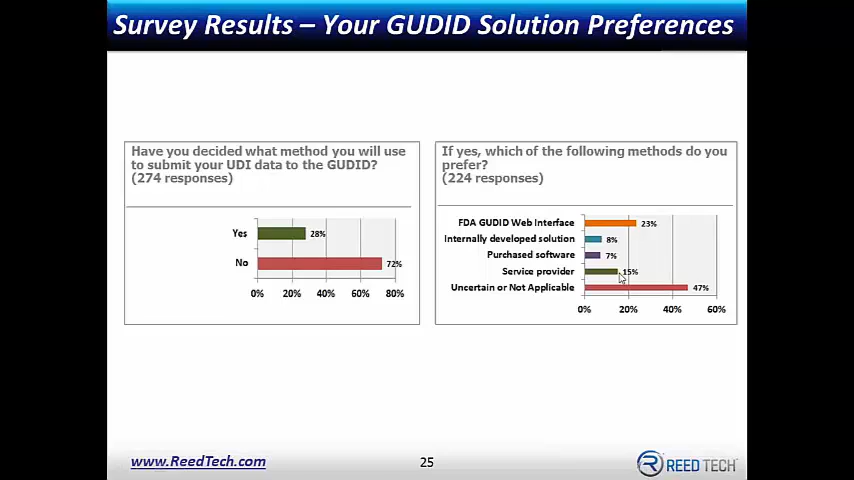 Survey Results – Your GUDID Solution Preferences
Have you decided what method you will use
to submit your UDI data to the GUDID?
(274 responses)
Yes 28%
No 72%
0% 20% 40% 60% 80%
If yes, which of the following methods do you
prefer?
(224 responses)
FDA GUDID Web Interface 23%
Internally developed solution 8%
Purchased software 7%
Service provider 15%
Uncertain or Not Applicable 47%
0% 20% 40% 60%
www.ReedTech.com
25
REED TECH